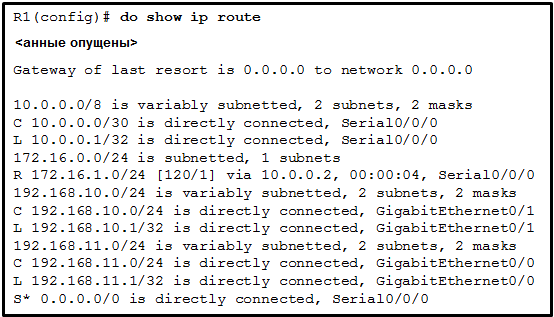 R1(config)# do show ip route
<анные опущены>
Gateway of last resort is 0.0.0.0 to network 0.0.0.0
10.0.0.0/8 is variably subnetted, 2 subnets, 2 masks
C 10.0.0.0/30 is directly connected, Serial0/0/0
L 10.0.0.1/32 is directly connected, Serial0/0/0
172.16.0.0/24 is subnetted, 1 subnets
R 172.16.1.0/24 [120/1] via 10.0.0.2, 00:00:04, Serial0/0/0
192.168.10.0/24 is variably subnetted, 2 subnets, 2 masks
C 192.168.10.0/24 is directly connected, GigabitEthernet0/1
L 192.168.10.1/32 is directly connected, GigabitEthernet0/1
192.168.11.0/24 is variably subnetted, 2 subnets, 2 masks
C 192.168.11.0/24 is directly connected, GigabitEthernet0/0
L 192.168.11.1/32 is directly connected, GigabitEthernet0/0
S* 0.0.0.0/0 is directly connected, Serial0/0/0